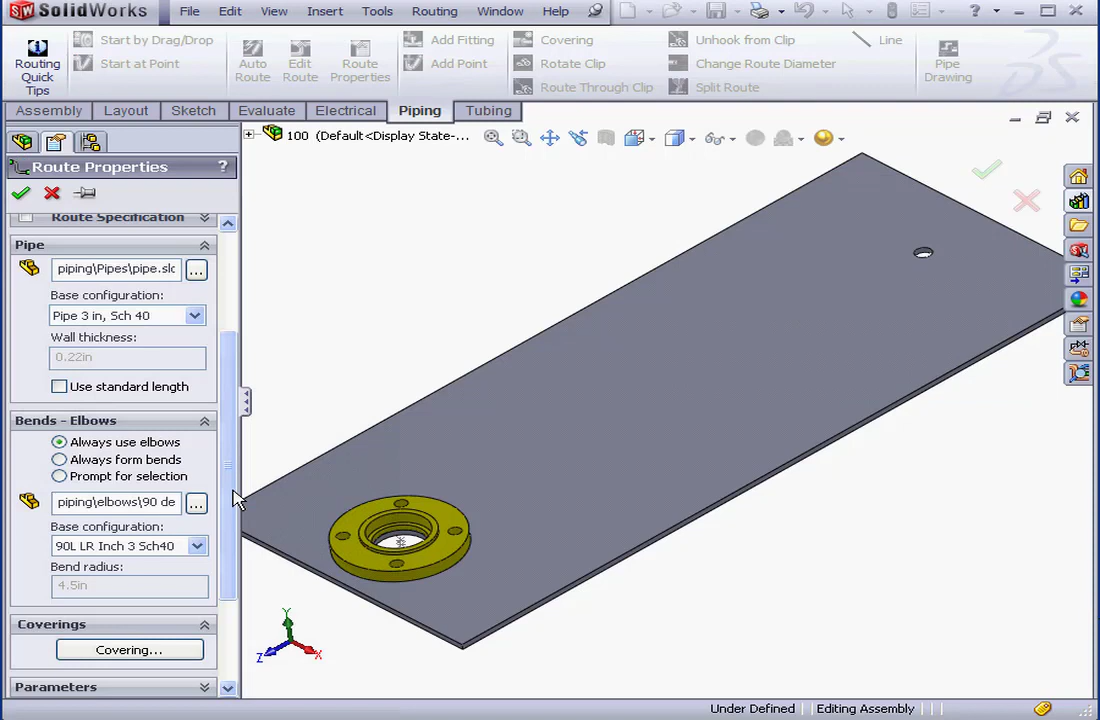 SolidWorks File Edit View Insert Tools Routing Window Help
Routing Quick Tips
Start by Drag/Drop
Start at Point
Auto Route
Edit Route
Route Properties
Add Fitting
Add Point
Covering
Rotate Clip
Route Through Clip
Unhook from Clip
Change Route Diameter
Split Route
Line
Pipe Drawing
Assembly Layout Sketch Evaluate Electrical Piping Tubing
100 (Default<Display State-...
Route Properties ?
Route Specification
Pipe
piping\Pipes\pipe.slc ...
Base configuration:
Pipe 3 in, Sch 40
Wall thickness:
0.22in
Use standard length
Bends - Elbows
Always use elbows
Always form bends
Prompt for selection
piping\elbows\90 de ...
Base configuration:
90L LR Inch 3 Sch40
Bend radius:
4.5in
Coverings
Covering...
Parameters
Y
Z X
Under Defined Editing Assembly